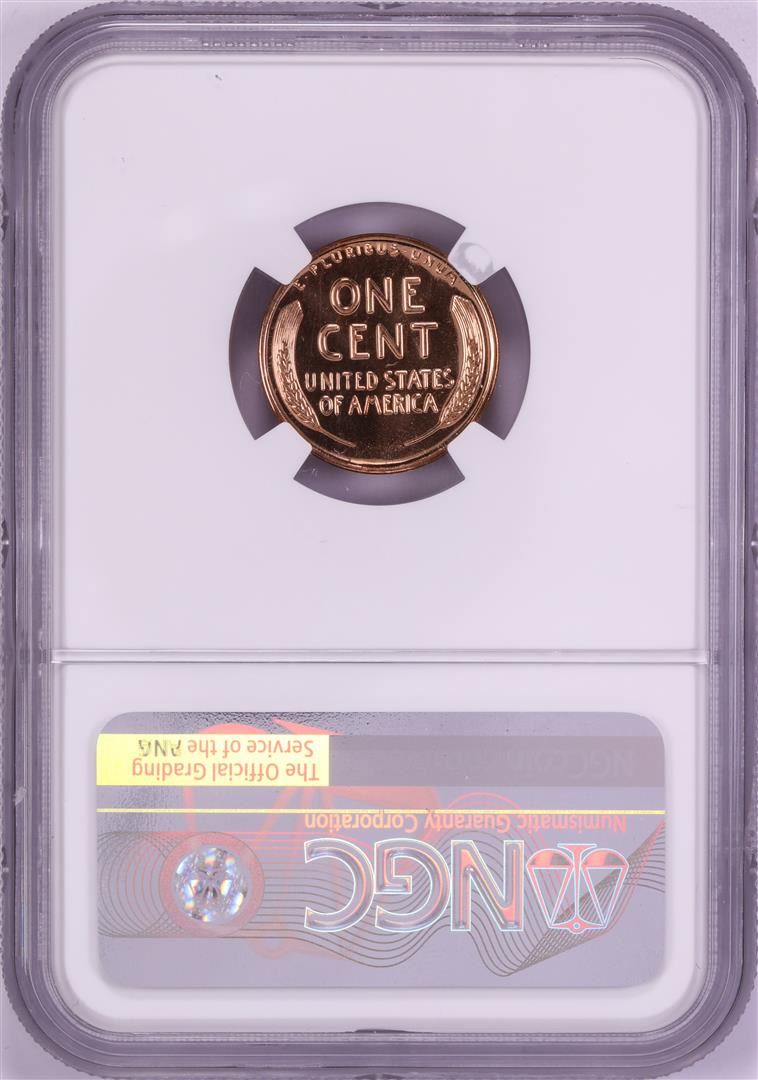 E·PLURIBUS·UNUM
ONE
CENT
UNITED STATES
OF AMERICA
The Official Grading
Service of the ANA
Numismatic Guaranty Corporation
NGC